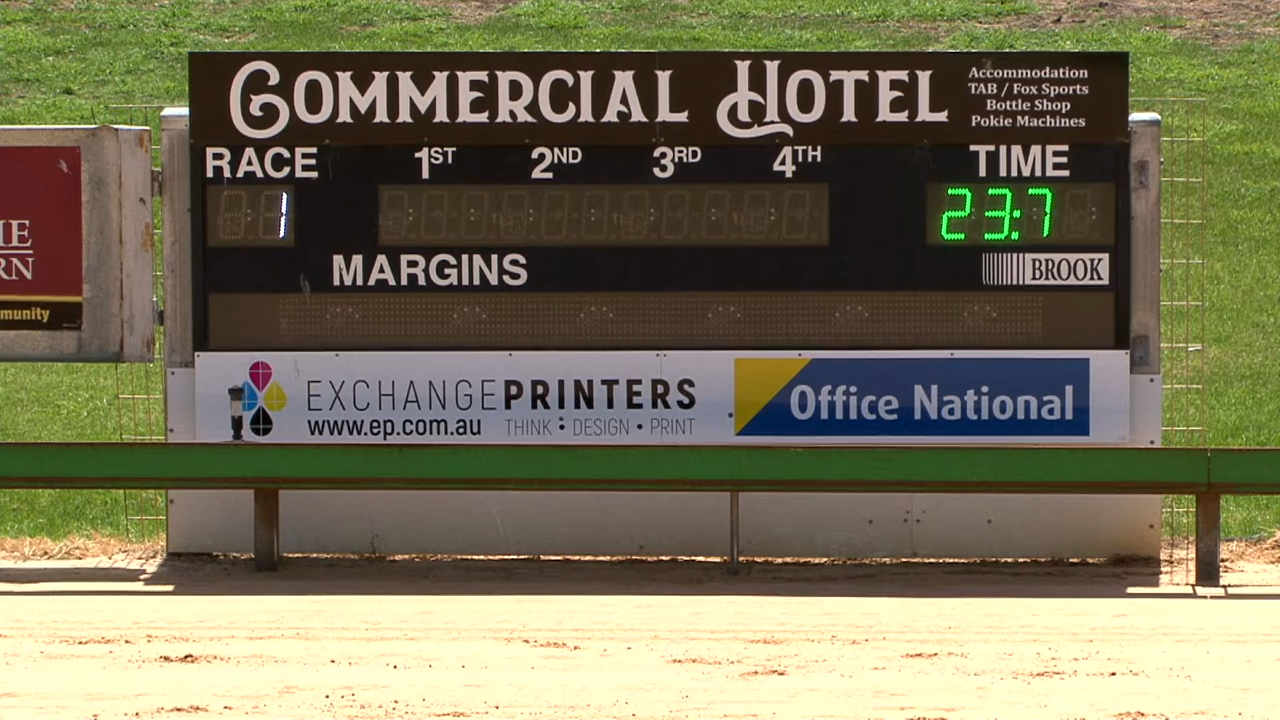 COMMERCIAL HOTEL
Accommodation
TAB / Fox Sports
Bottle Shop
Pokie Machines
RACE 1ST 2ND 3RD 4TH TIME
1 23:7
MARGINS
BROOK
EXCHANGEPRINTERS
www.ep.com.au THINK • DESIGN • PRINT
Office National